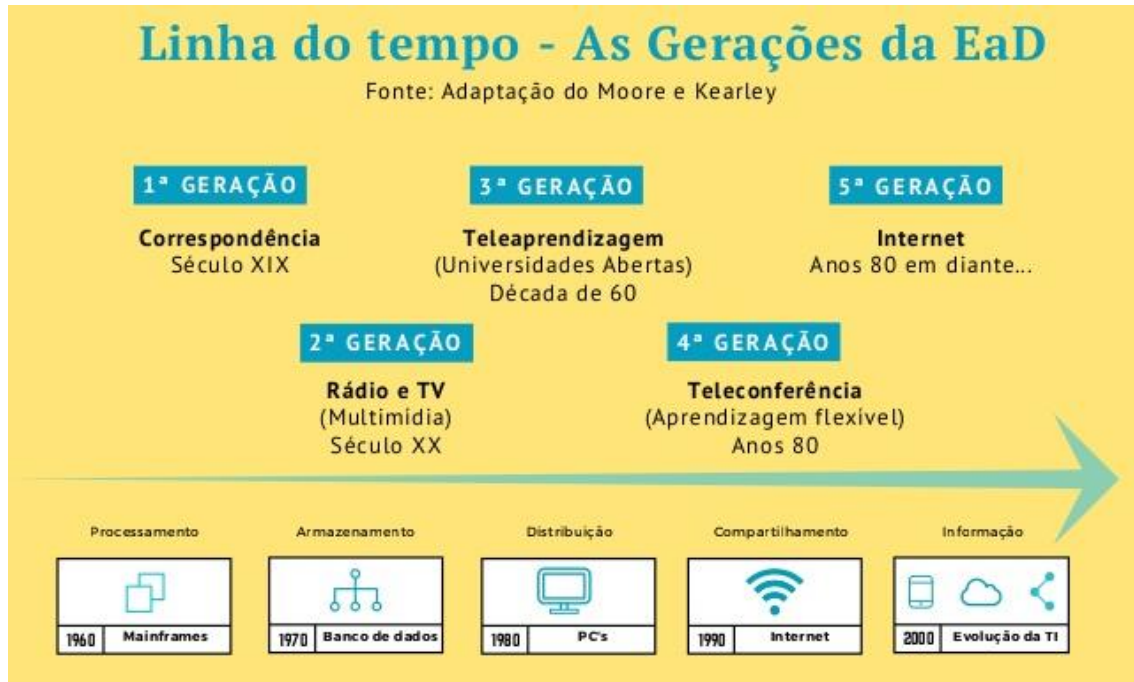 Linha do tempo - As Gerações da EaD
Fonte: Adaptação do Moore e Kearley
1ª GERAÇÃO
Correspondência
Século XIX
2ª GERAÇÃO
Rádio e TV
(Multimídia)
Século XX
3ª GERAÇÃO
Teleaprendizagem
(Universidades Abertas)
Década de 60
4ª GERAÇÃO
Teleconferência
(Aprendizagem flexível)
Anos 80
5ª GERAÇÃO
Internet
Anos 80 em diante...
Processamento
1960 Mainframes
Armazenamento
1970 Banco de dados
Distribuição
1980 PC's
Compartilhamento
1990 Internet
Informação
2000 Evolução da TI